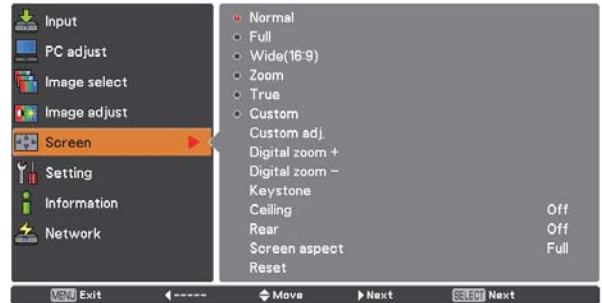 Input
PC adjust
Image select
Image adjust
Screen
Setting
Information
Network
Normal
Full
Wide(16:9)
Zoom
True
Custom
Custom adj.
Digital zoom +
Digital zoom –
Keystone
Ceiling Off
Rear Off
Screen aspect Full
Reset
MENU Exit ----- Move Next SELECT Next